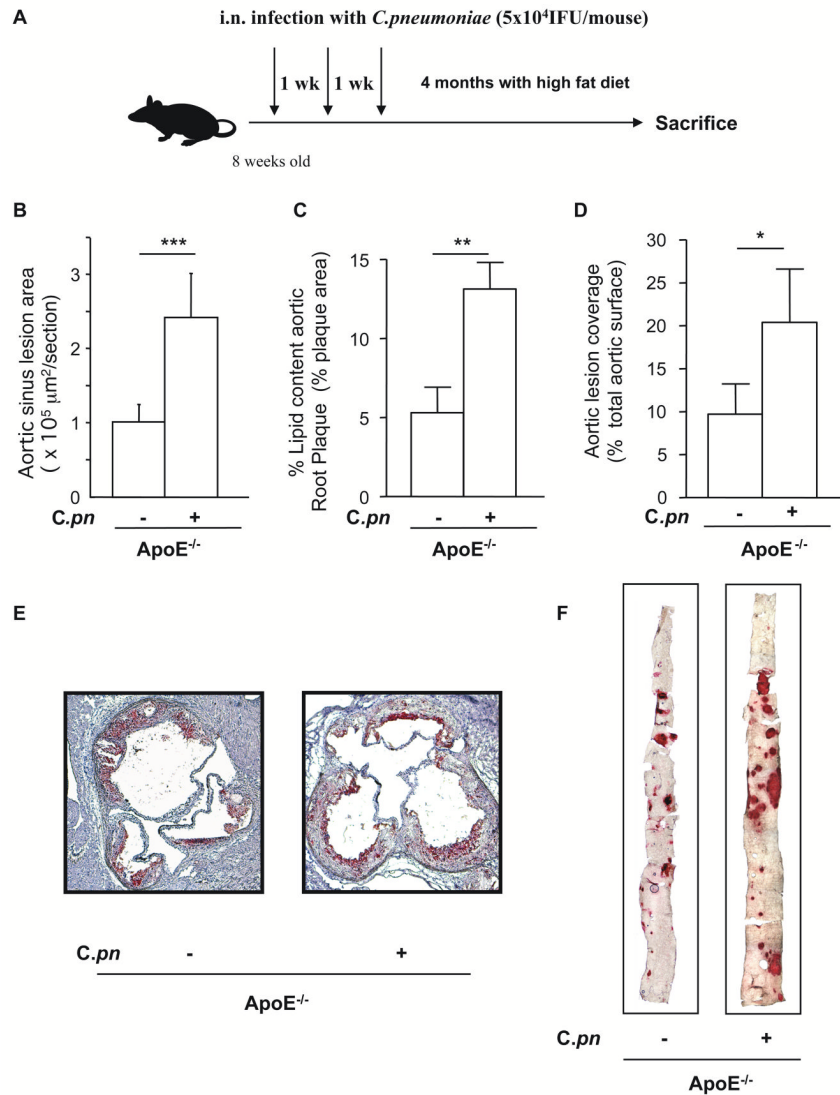 A
i.n. infection with C.pneumoniae (5x10⁴IFU/mouse)
1 wk 1 wk 4 months with high fat diet
Sacrifice
8 weeks old
B
Aortic sinus lesion area
( x 10⁵ μm²/section)
3
2
1
0
***
C.pn - +
ApoE⁻/⁻
C
% Lipid content aortic
Root Plaque (% plaque area)
15
10
5
0
**
C.pn - +
ApoE⁻/⁻
D
Aortic lesion coverage
(% total aortic surface)
30
25
20
15
10
5
0
*
C.pn - +
ApoE⁻/⁻
E
C.pn - +
ApoE⁻/⁻
F
C.pn - +
ApoE⁻/⁻